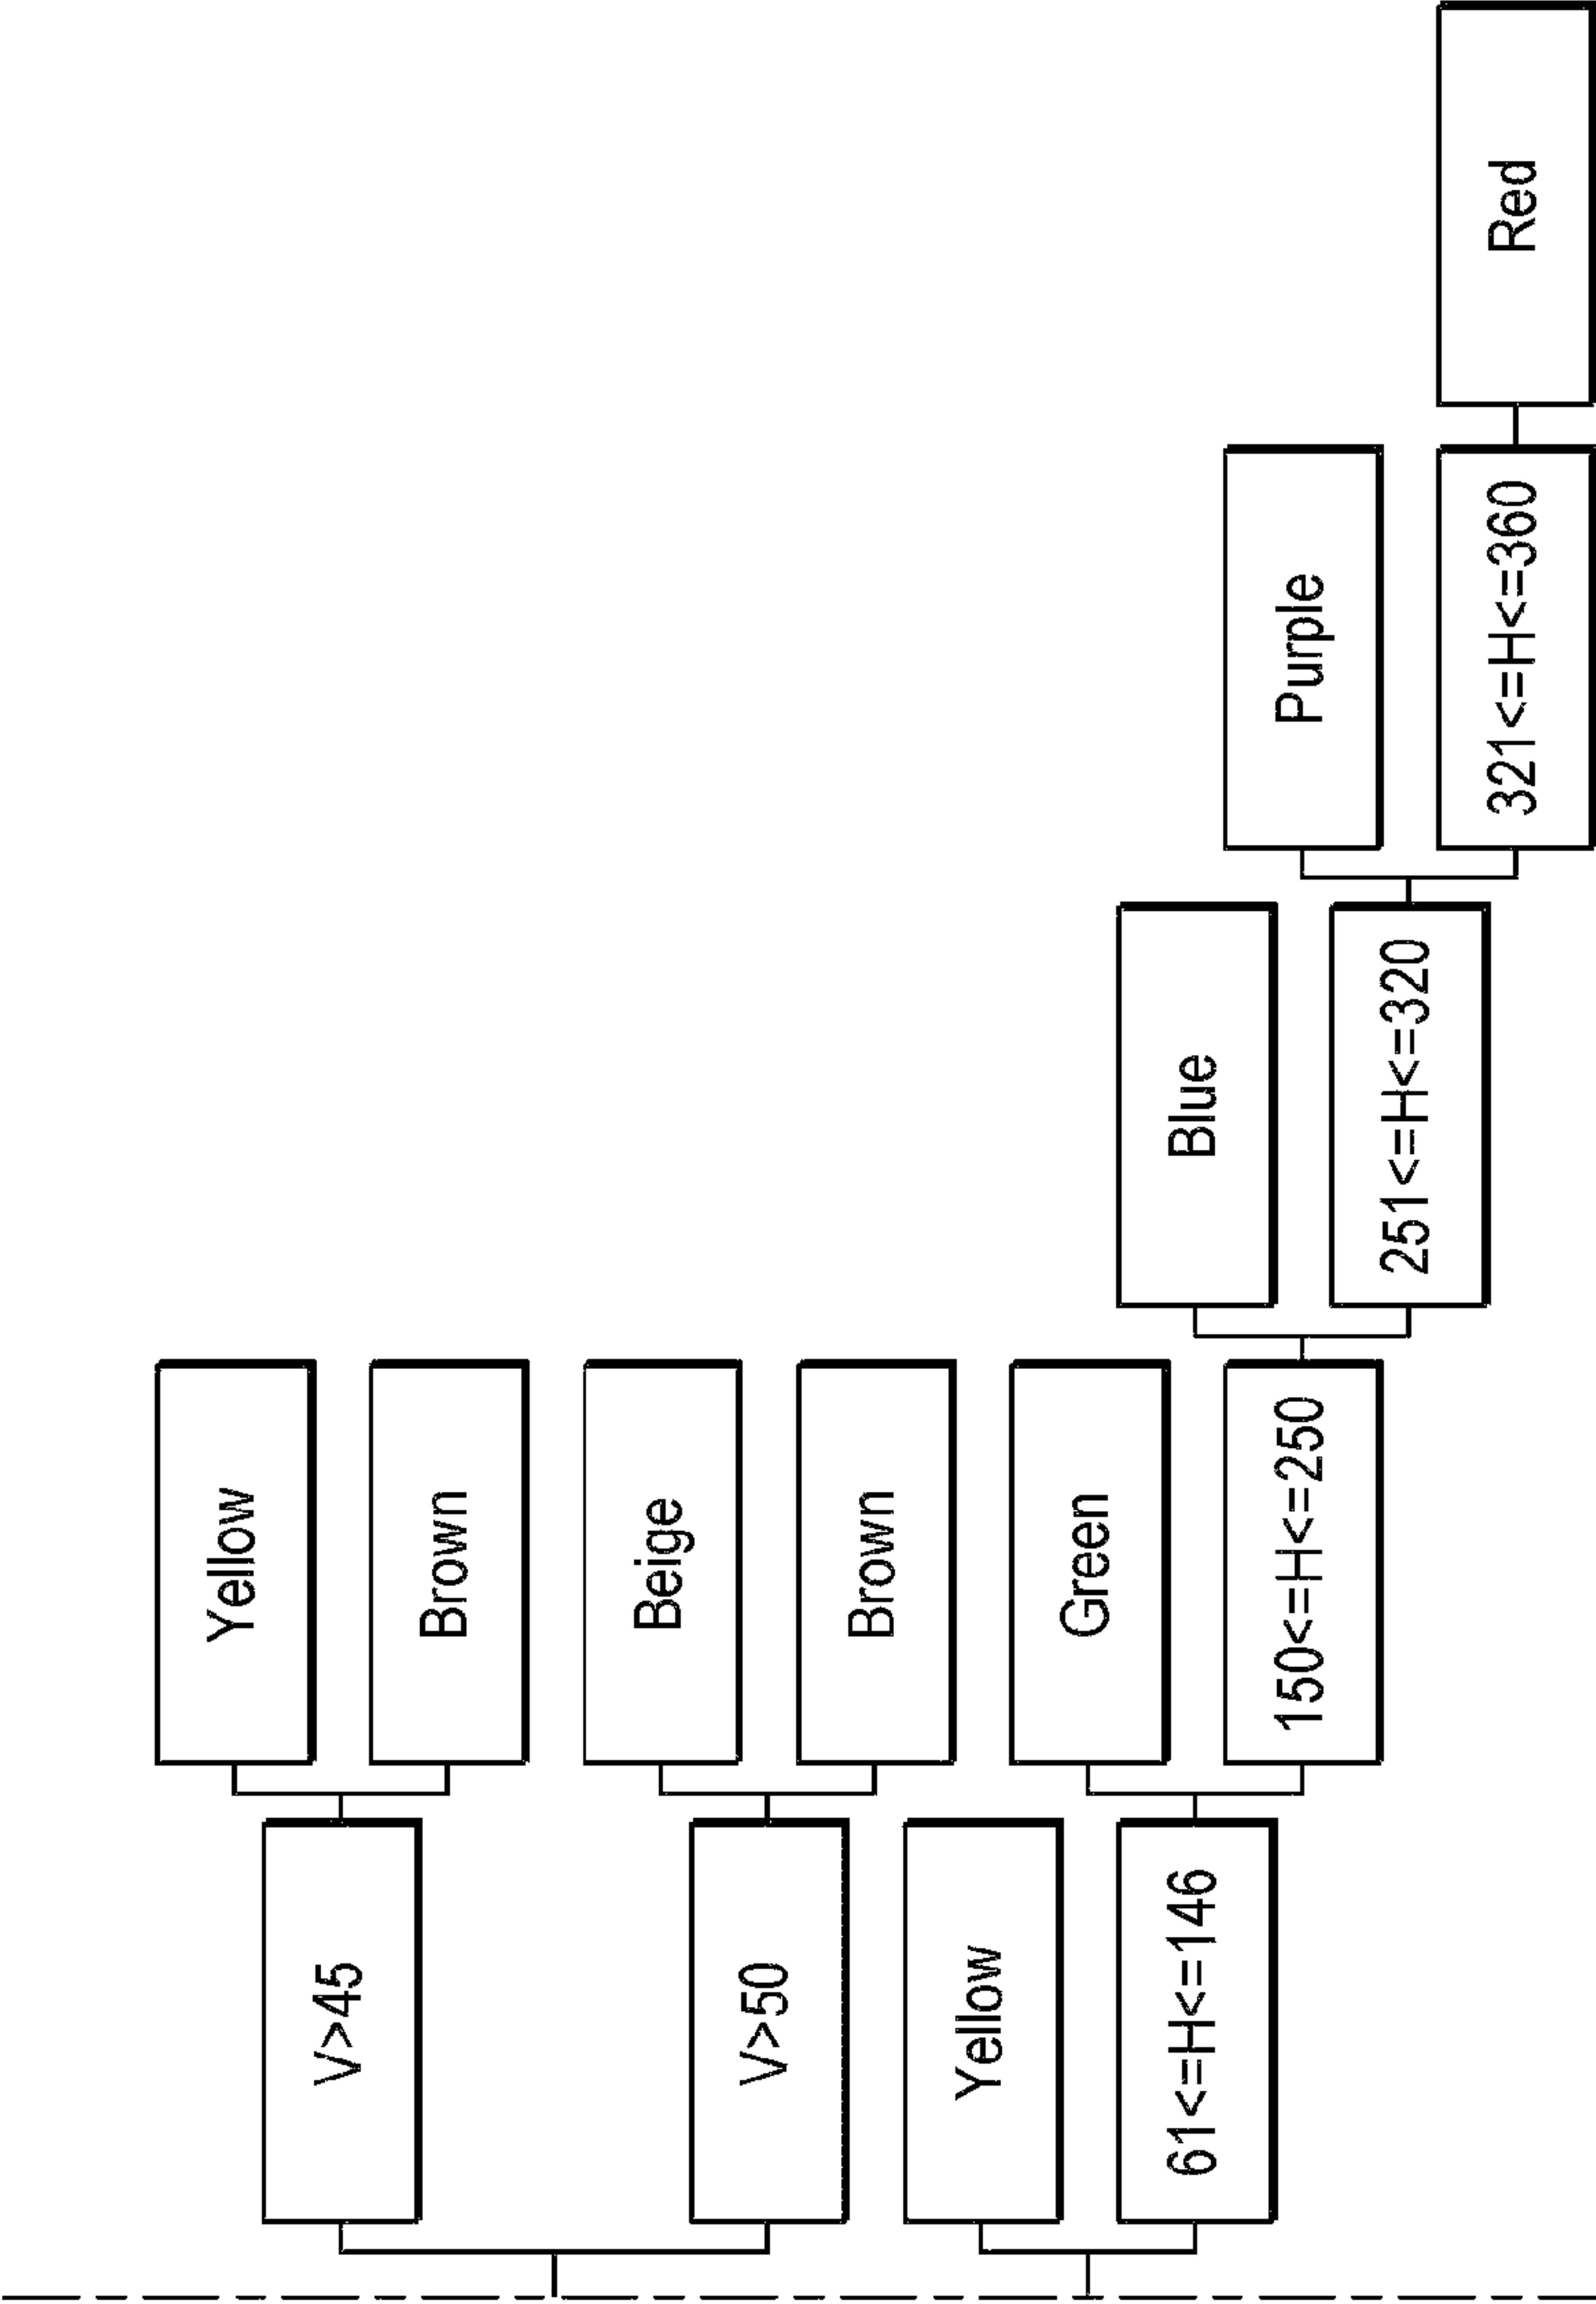 Yellow
V>45
Brown
Beige
V>50
Brown
Yellow
Green
61<=H<=146
Blue
150<=H<=250
Purple
251<=H<=320
Red
321<=H<=360